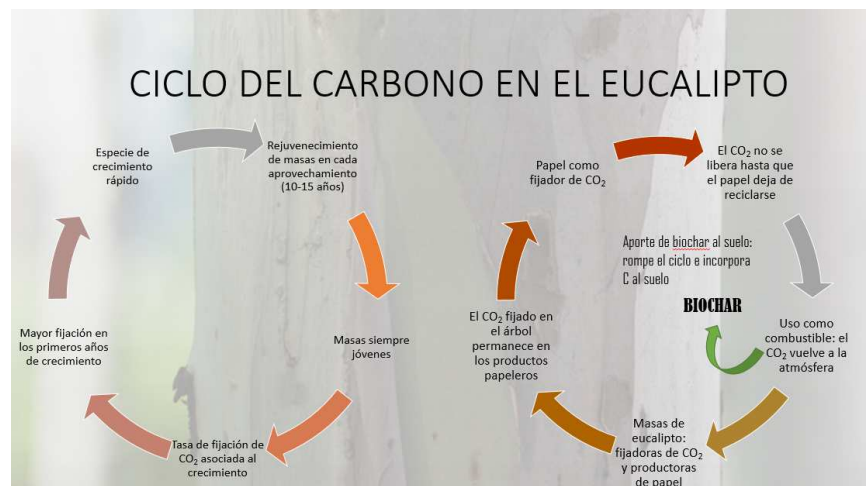 CICLO DEL CARBONO EN EL EUCALIPTO
Especie de
crecimiento
rápido
Rejuvenecimiento
de masas en cada
aprovechamiento
(10-15 años)
Masas siempre
jóvenes
Tasa de fijación de
CO₂ asociada al
crecimiento
Mayor fijación en
los primeros años
de crecimiento
Papel como
fijador de CO₂
El CO₂ no se
libera hasta que
el papel deja de
reciclarse
Aporte de biochar al suelo:
rompe el ciclo e incorpora
C al suelo
BIOCHAR
Uso como
combustible: el
CO₂ vuelve a la
atmósfera
Masas de
eucalipto:
fijadoras de CO₂
y productoras
de papel
El CO₂ fijado en
el árbol
permanece en
los productos
papeleros